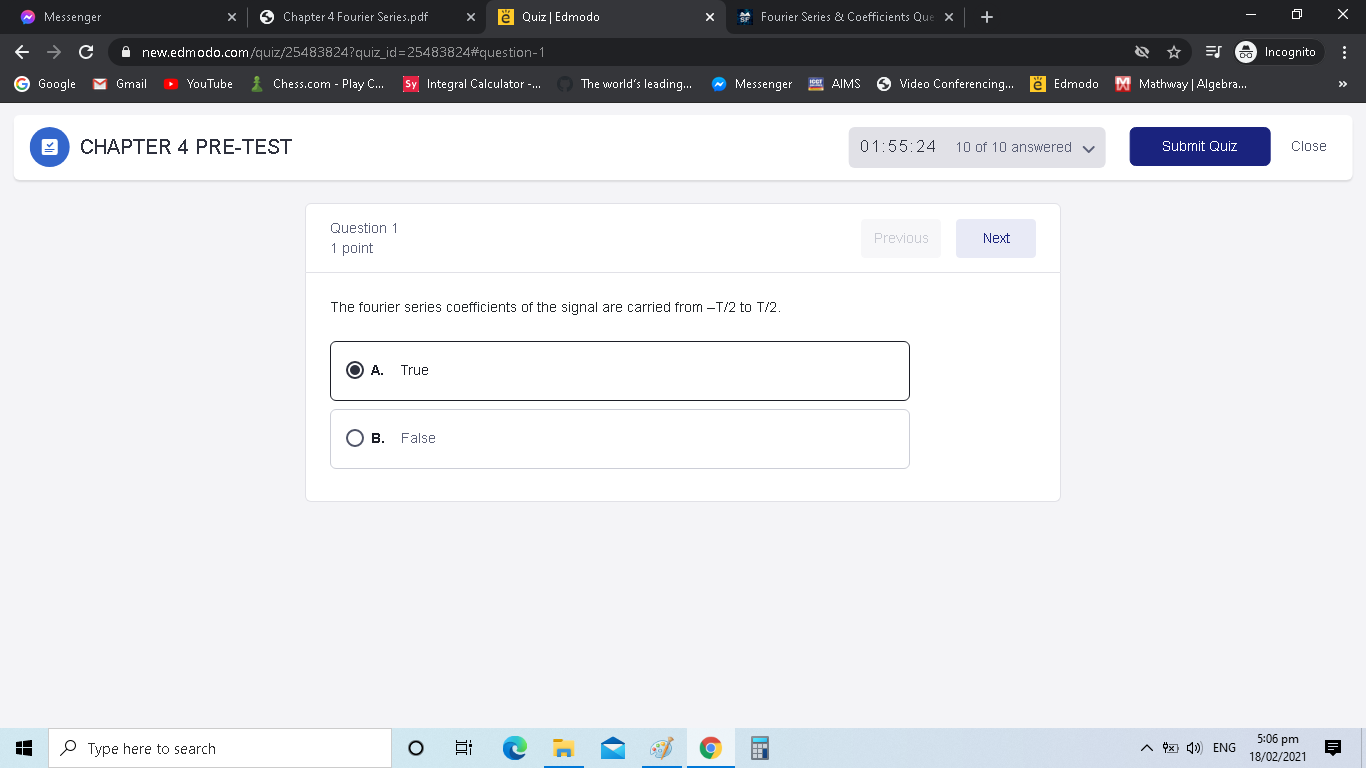 Messenger
Chapter 4 Fourier Series.pdf
Quiz | Edmodo
Fourier Series & Coefficients Que
new.edmodo.com/quiz/25483824?quiz_id=25483824#question-1
Incognito
Google
Gmail
YouTube
Chess.com - Play C...
Sy
Integral Calculator -...
The world's leading...
Messenger
AIMS
Video Conferencing...
Edmodo
Mathway | Algebra...
»
CHAPTER 4 PRE-TEST
01:55:24
10 of 10 answered
Submit Quiz
Close
Question 1
1 point
Previous
Next
The fourier series coefficients of the signal are carried from –T/2 to T/2.
A. True
B. False
Type here to search
ENG
5:06 pm
18/02/2021